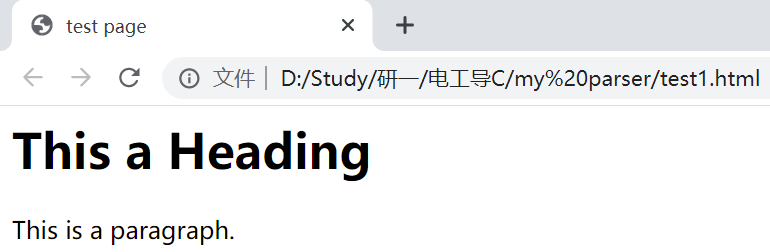 test page
文件 D:/Study/研一/电工导C/my%20parser/test1.html
This a Heading
This is a paragraph.